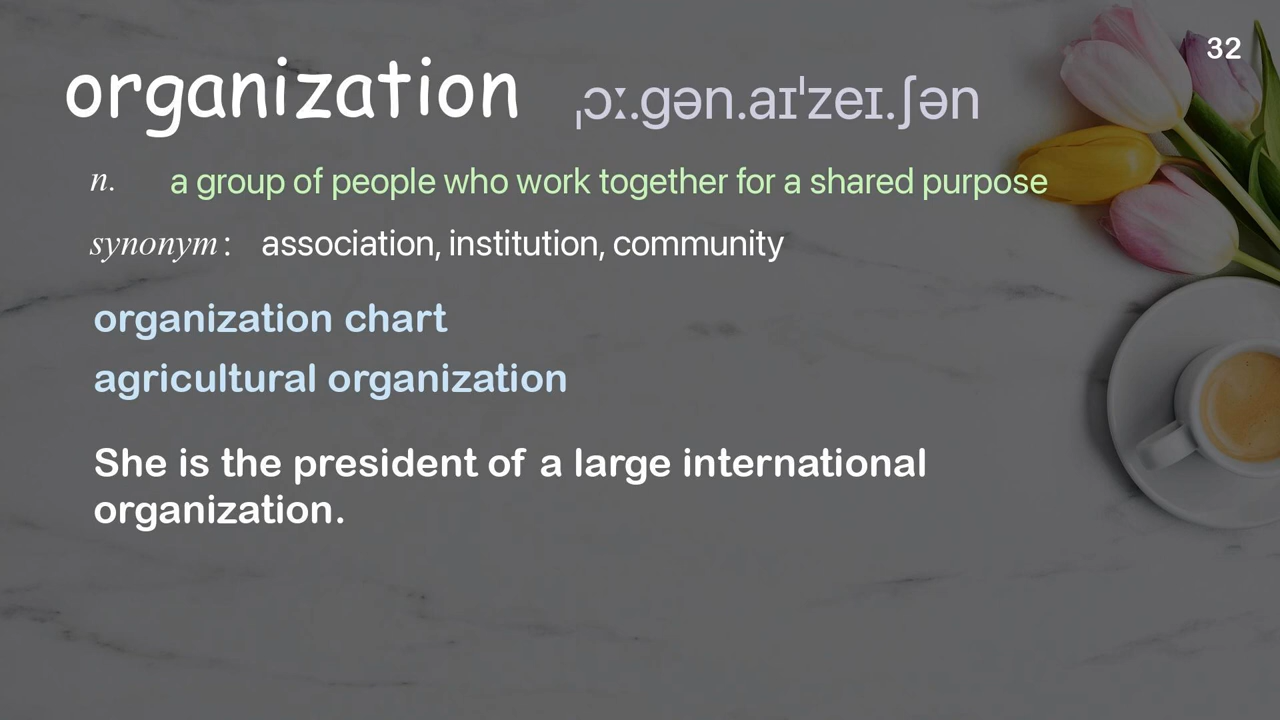 32
organization ˌɔː.ɡən.aɪˈzeɪ.ʃən
n. a group of people who work together for a shared purpose
synonym: association, institution, community
organization chart
agricultural organization
She is the president of a large international
organization.